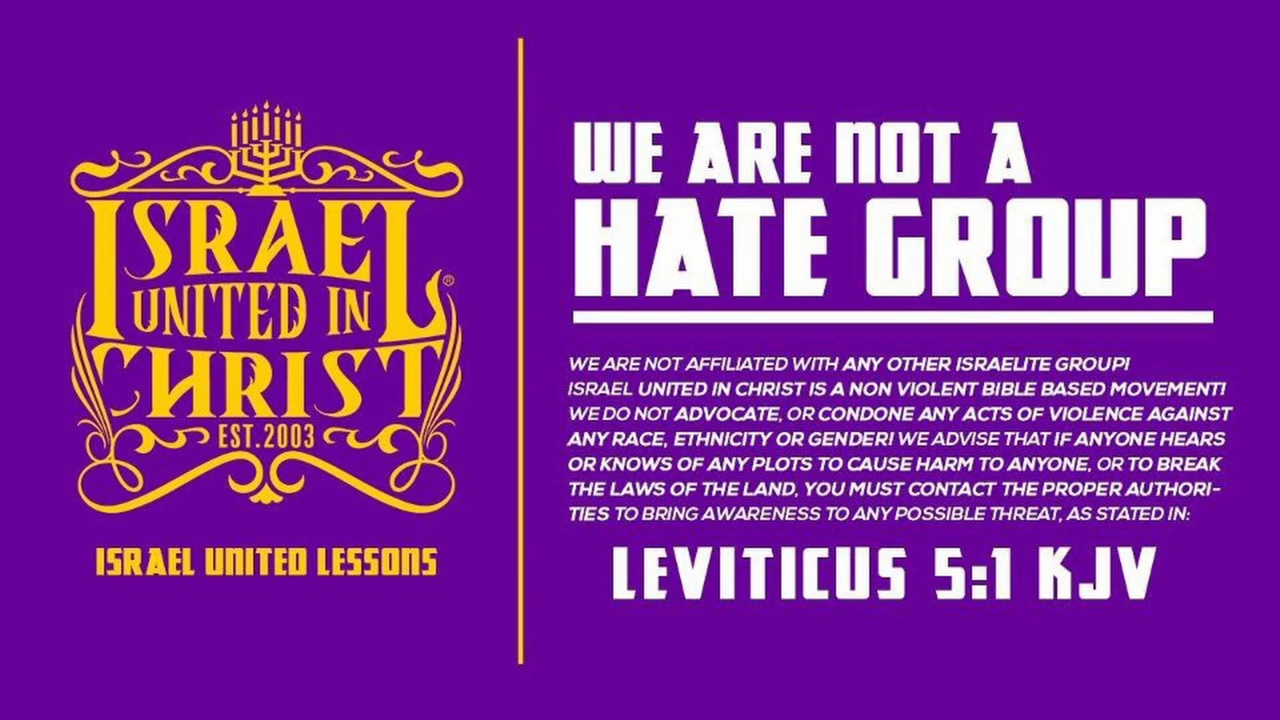 ISRAEL
UNITED IN
CHRIST
EST.2003
ISRAEL UNITED LESSONS
WE ARE NOT A
HATE GROUP
WE ARE NOT AFFILIATED WITH ANY OTHER ISRAELITE GROUP!
ISRAEL UNITED IN CHRIST IS A NON VIOLENT BIBLE BASED MOVEMENT!
WE DO NOT ADVOCATE, OR CONDONE ANY ACTS OF VIOLENCE AGAINST
ANY RACE, ETHNICITY OR GENDER! WE ADVISE THAT IF ANYONE HEARS
OR KNOWS OF ANY PLOTS TO CAUSE HARM TO ANYONE, OR TO BREAK
THE LAWS OF THE LAND, YOU MUST CONTACT THE PROPER AUTHORI-
TIES TO BRING AWARENESS TO ANY POSSIBLE THREAT, AS STATED IN:
LEVITICUS 5:1 KJV